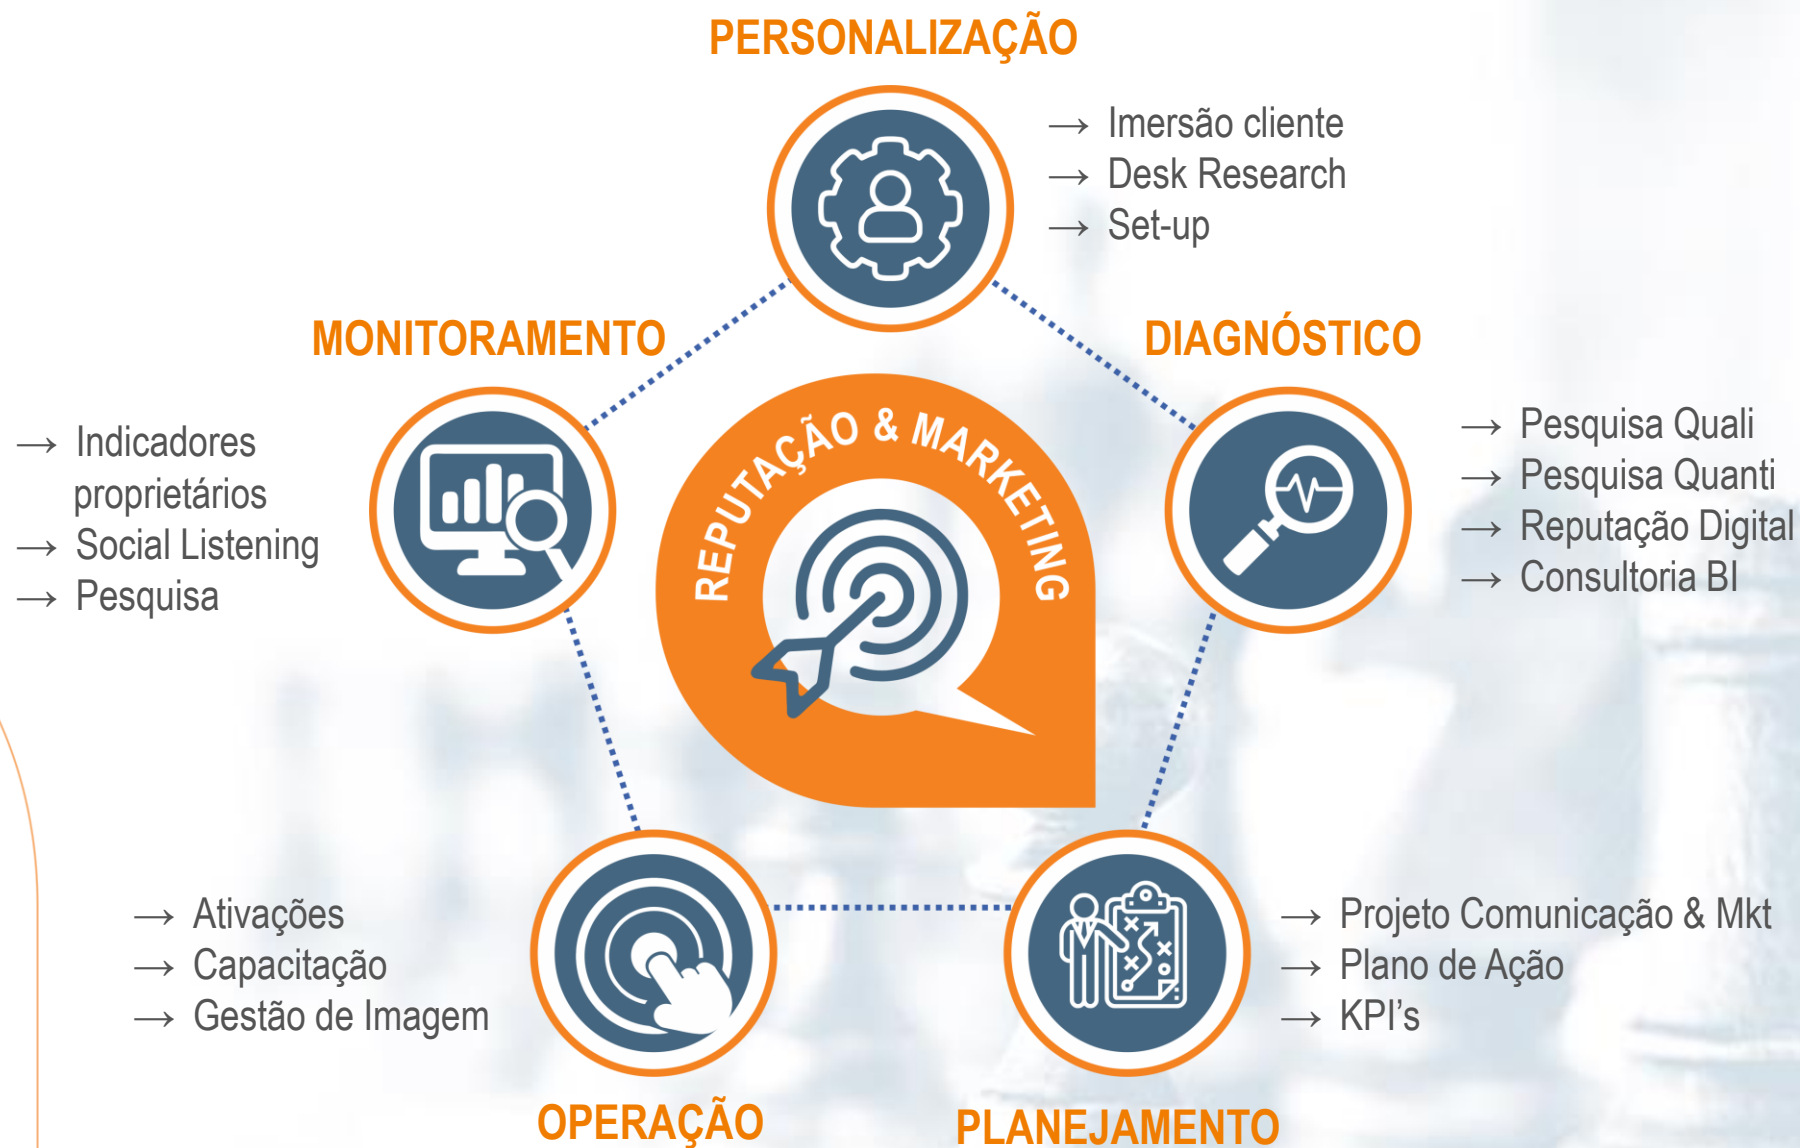 PERSONALIZAÇÃO
→ Imersão cliente
→ Desk Research
→ Set-up
DIAGNÓSTICO
→ Pesquisa Quali
→ Pesquisa Quanti
→ Reputação Digital
→ Consultoria BI
PLANEJAMENTO
→ Projeto Comunicação & Mkt
→ Plano de Ação
→ KPI’s
OPERAÇÃO
→ Ativações
→ Capacitação
→ Gestão de Imagem
MONITORAMENTO
→ Indicadores
proprietários
→ Social Listening
→ Pesquisa
REPUTAÇÃO & MARKETING